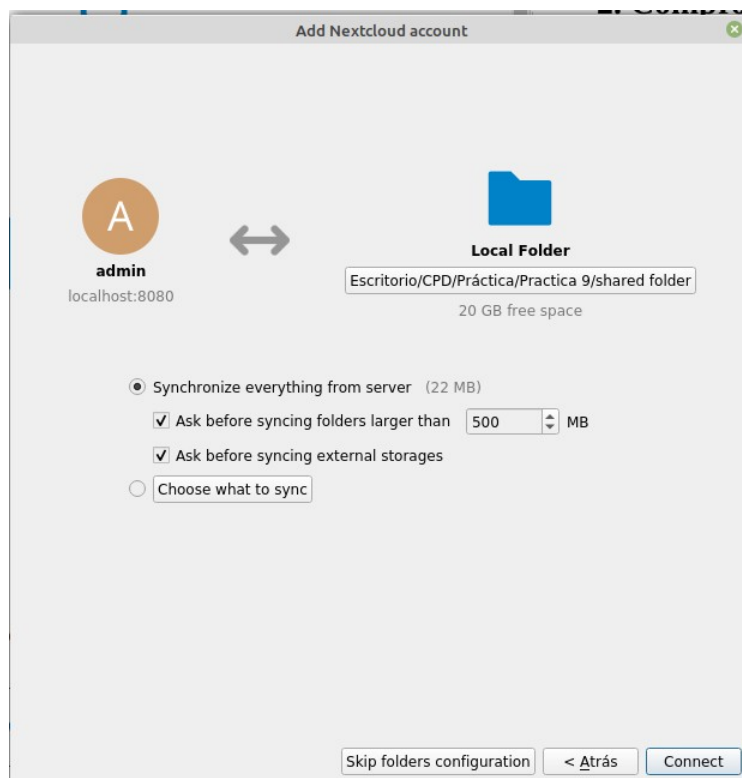 Add Nextcloud account
A
admin
localhost:8080
Local Folder
Escritorio/CPD/Práctica/Practica 9/shared folder
20 GB free space
Synchronize everything from server (22 MB)
Ask before syncing folders larger than 500 MB
Ask before syncing external storages
Choose what to sync
Skip folders configuration < Atrás Connect